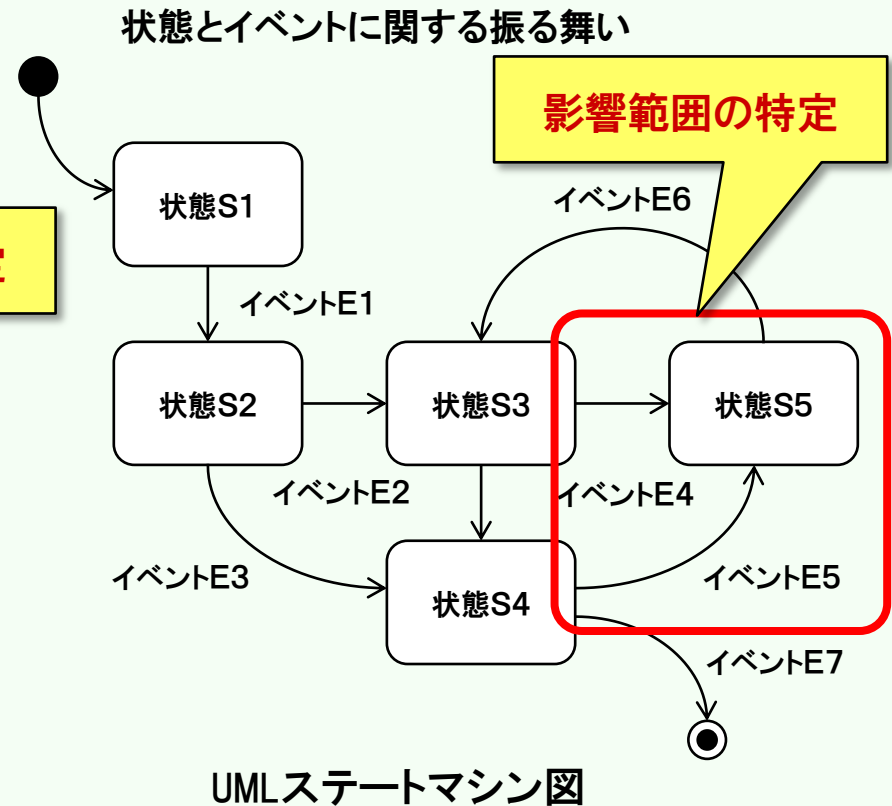 状態とイベントに関する振る舞い
影響範囲の特定
状態S1
イベントE6
定
イベントE1
状態S2
状態S3
状態S5
イベントE2
イベントE4
イベントE3
状態S4
イベントE5
イベントE7
UMLステートマシン図